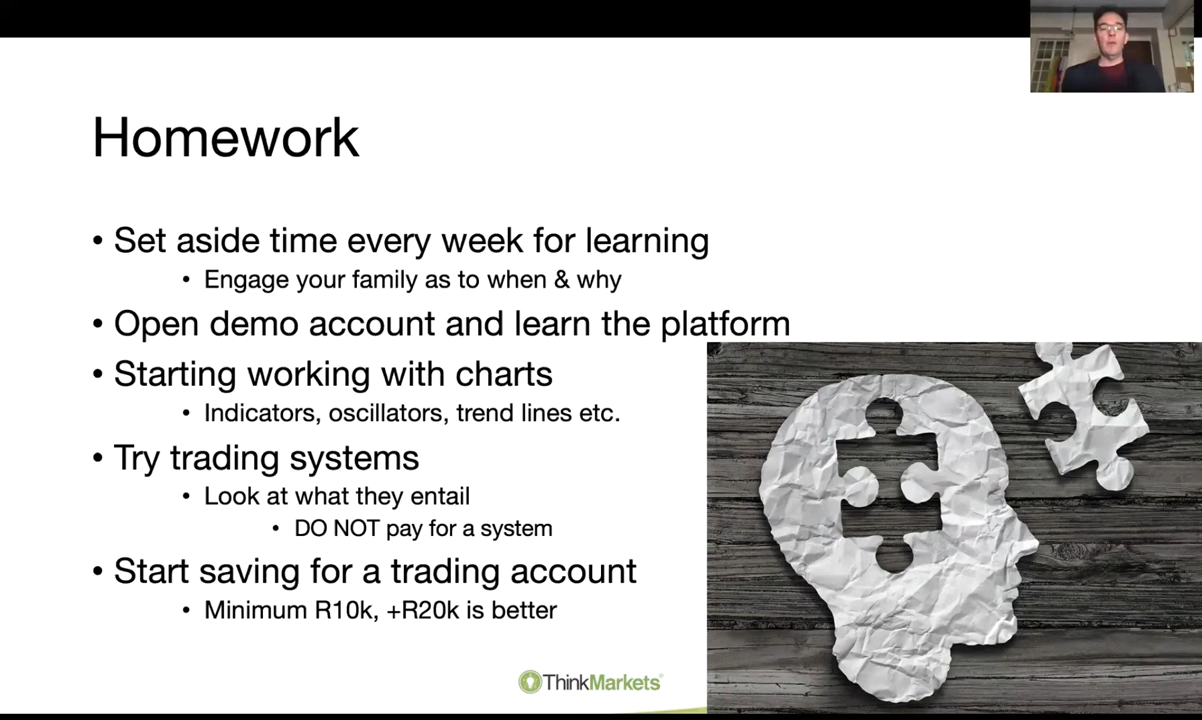 Homework
• Set aside time every week for learning
• Engage your family as to when & why
• Open demo account and learn the platform
• Starting working with charts
• Indicators, oscillators, trend lines etc.
• Try trading systems
• Look at what they entail
• DO NOT pay for a system
• Start saving for a trading account
• Minimum R10k, +R20k is better
ThinkMarkets